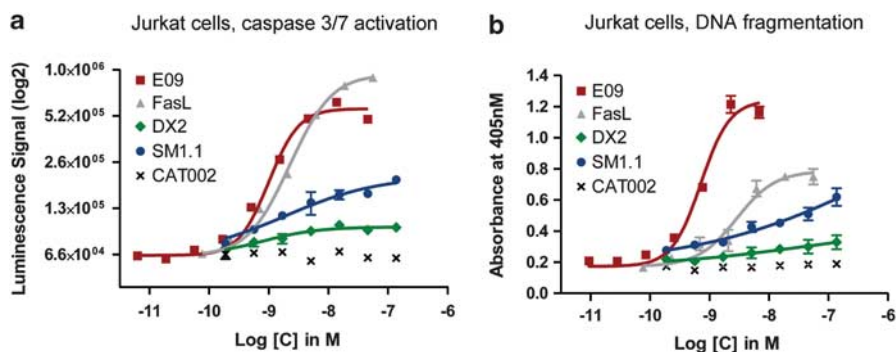 a
Jurkat cells, caspase 3/7 activation
Luminescence Signal (log2)
1.0x10^06
5.2x10^05
2.6x10^05
1.3x10^05
6.6x10^04
E09
FasL
DX2
SM1.1
CAT002
-11 -10 -9 -8 -7 -6
Log [C] in M
b
Jurkat cells, DNA fragmentation
Absorbance at 405nM
1.4
1.2
1.0
0.8
0.6
0.4
0.2
0.0
E09
FasL
DX2
SM1.1
CAT002
-11 -10 -9 -8 -7 -6
Log [C] in M